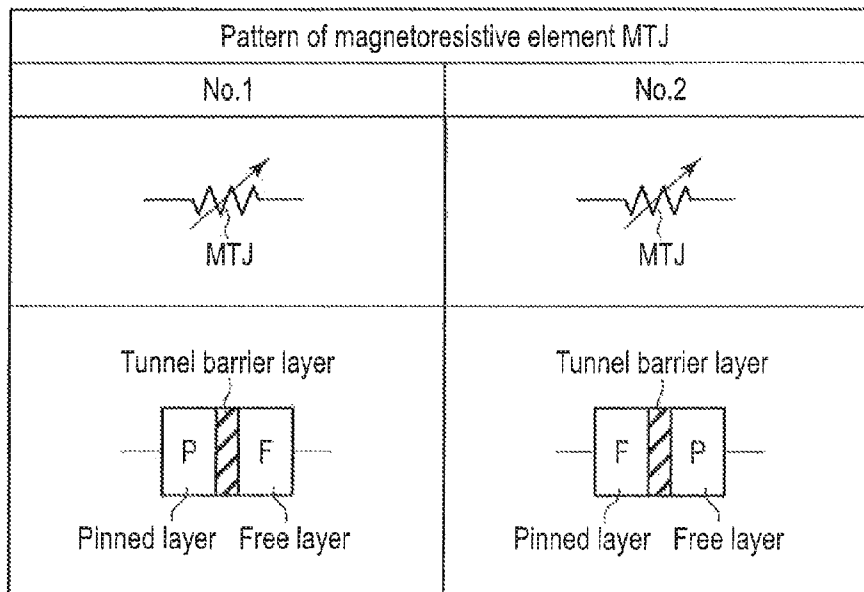 Pattern of magnetoresistive element MTJ
No.1 No.2
MTJ MTJ
Tunnel barrier layer Tunnel barrier layer
P F F P
Pinned layer Free layer Pinned layer Free layer